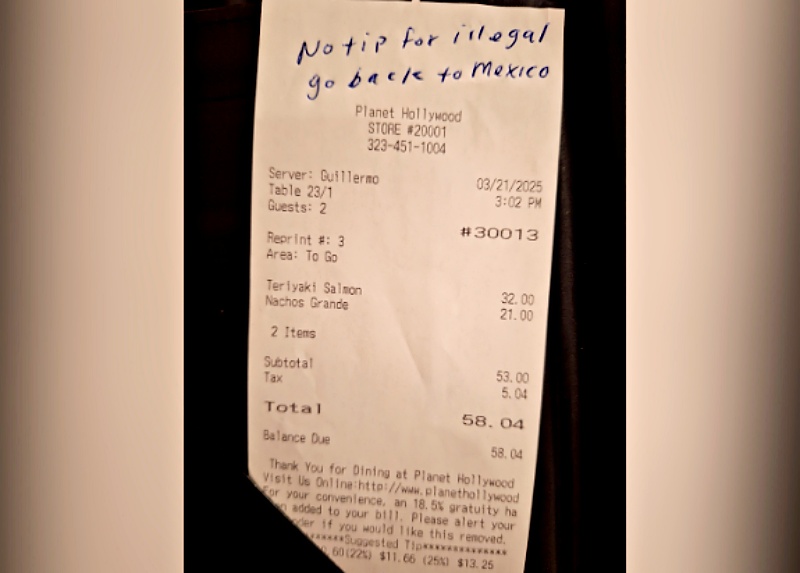 No tip for illegal
go back to Mexico
Planet Hollywood
STORE #20001
323-451-1004
Server: Guillermo 03/21/2025
Table 23/1 3:02 PM
Guests: 2
#30013
Reprint #: 3
Area: To Go
Teriyaki Salmon 32.00
Nachos Grande 21.00
2 Items
Subtotal 53.00
Tax 5.04
Total 58.04
Balance Due 58.04
Thank You for Dining at Planet Hollywood
Visit Us Online:http://www.planethollywood
For your convenience, an 18.5% gratuity ha
added to your bill. Please alert your
if you would like this removed.
******Suggested Tip**************
(22%) $11.66 (25%) $13.25